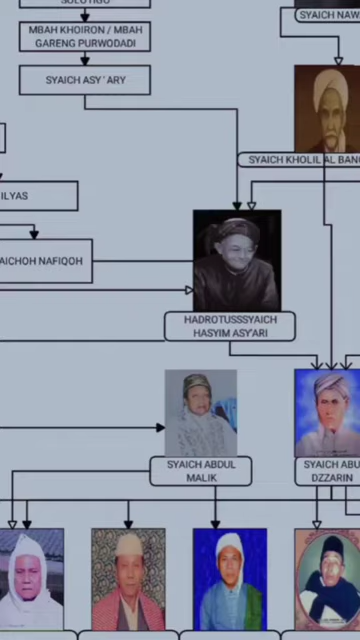 SYAICH NAW
MBAH KHOIRON / MBAH
GARENG PURWODADI
SYAICH ASY`ARY
SYAICH KHOLIL AL BANG
ILYAS
AICHOH NAFIQOH
HADROTUSSSYAICH
HASYIM ASY'ARI
SYAICH ABDUL
MALIK
SYAICH ABU
DZZARIN